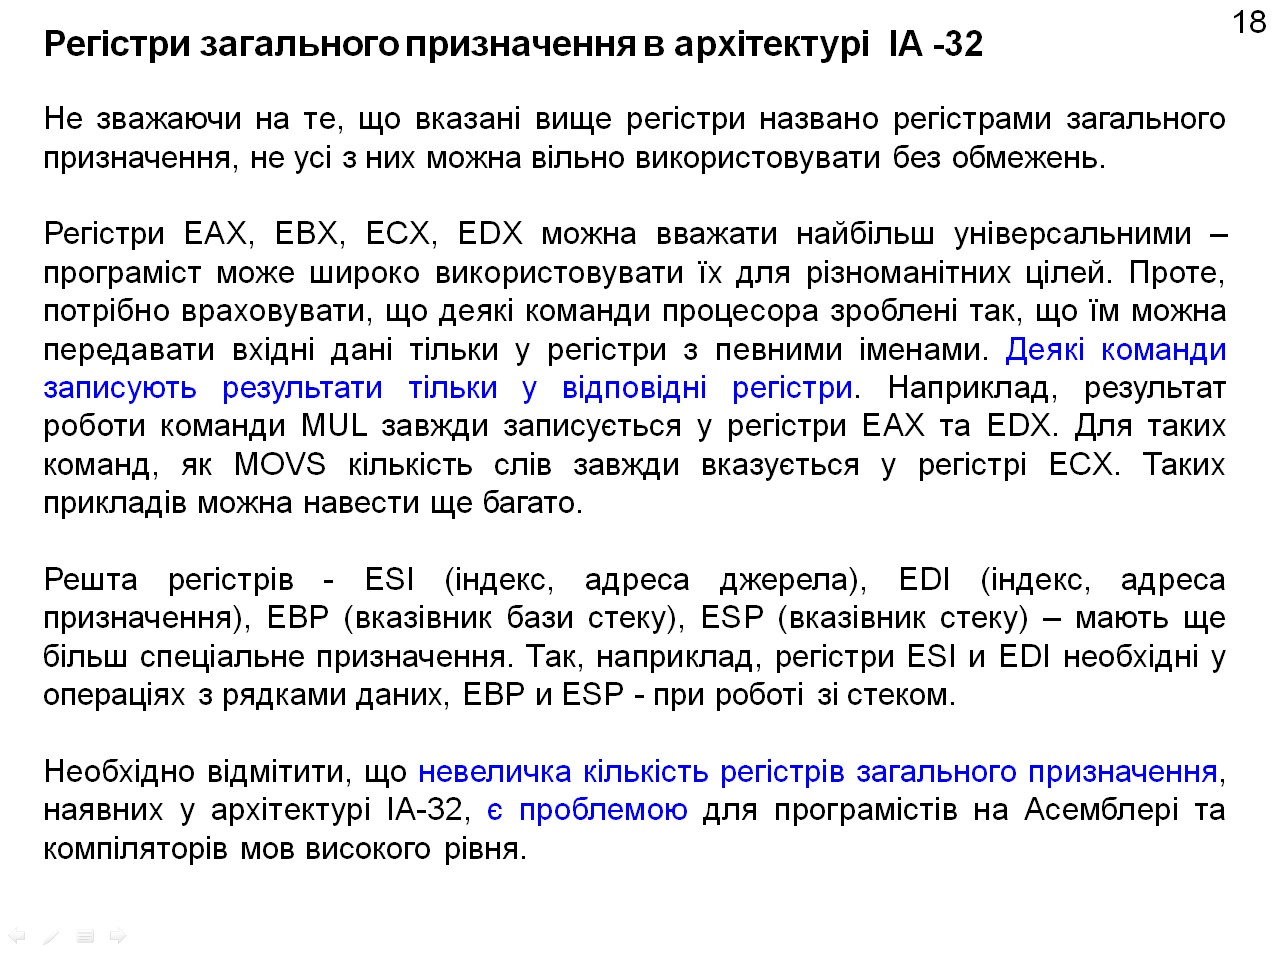 18
Регістри загального призначення в архітектурі IA -32
Не зважаючи на те, що вказані вище регістри названо регістрами загального
призначення, не усі з них можна вільно використовувати без обмежень.
Регістри EAX, EBX, ECX, EDX можна вважати найбільш універсальними –
програміст може широко використовувати їх для різноманітних цілей. Проте,
потрібно враховувати, що деякі команди процесора зроблені так, що їм можна
передавати вхідні дані тільки у регістри з певними іменами. Деякі команди
записують результати тільки у відповідні регістри. Наприклад, результат
роботи команди MUL завжди записується у регістри EAX та EDX. Для таких
команд, як MOVS кількість слів завжди вказується у регістрі ECX. Таких
прикладів можна навести ще багато.
Решта регістрів - ESI (індекс, адреса джерела), EDI (індекс, адреса
призначення), EBP (вказівник бази стеку), ESP (вказівник стеку) – мають ще
більш спеціальне призначення. Так, наприклад, регістри ESI и EDI необхідні у
операціях з рядками даних, EBP и ESP - при роботі зі стеком.
Необхідно відмітити, що невеличка кількість регістрів загального призначення,
наявних у архітектурі IA-32, є проблемою для програмістів на Асемблері та
компіляторів мов високого рівня.